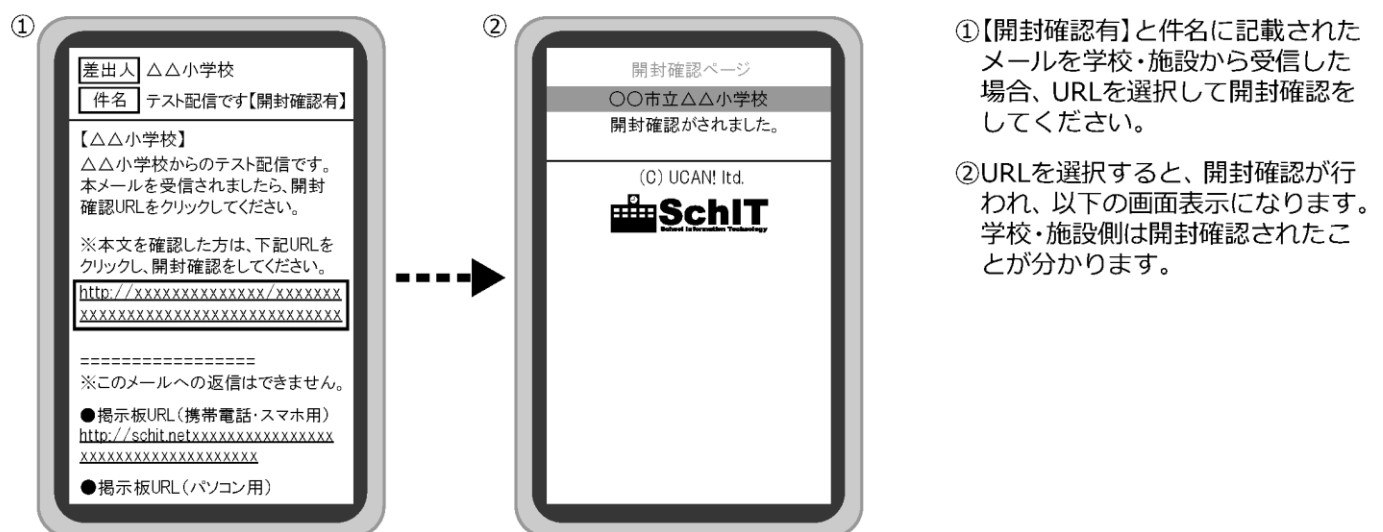 ①
差出人 △△小学校
件名 テスト配信です【開封確認有】
【△△小学校】
△△小学校からのテスト配信です。
本メールを受信されましたら、開封
確認URLをクリックしてください。
※本文を確認した方は、下記URLを
クリックし、開封確認をしてください。
http://xxxxxxxxxxxxxx/xxxxxxx
xxxxxxxxxxxxxxxxxxxxxxxxxxxx
=================
※このメールへの返信はできません。
●掲示板URL(携帯電話・スマホ用)
http://schit.netxxxxxxxxxxxxxxxx
xxxxxxxxxxxxxxxxxxxx
●掲示板URL(パソコン用)
②
開封確認ページ
○○市立△△小学校
開封確認がされました。
(C) UCAN! ltd.
SchIT
School Information Technology
①【開封確認有】と件名に記載された
メールを学校・施設から受信した
場合、URLを選択して開封確認を
してください。
②URLを選択すると、開封確認が行
われ、以下の画面表示になります。
学校・施設側は開封確認されたこ
とが分かります。